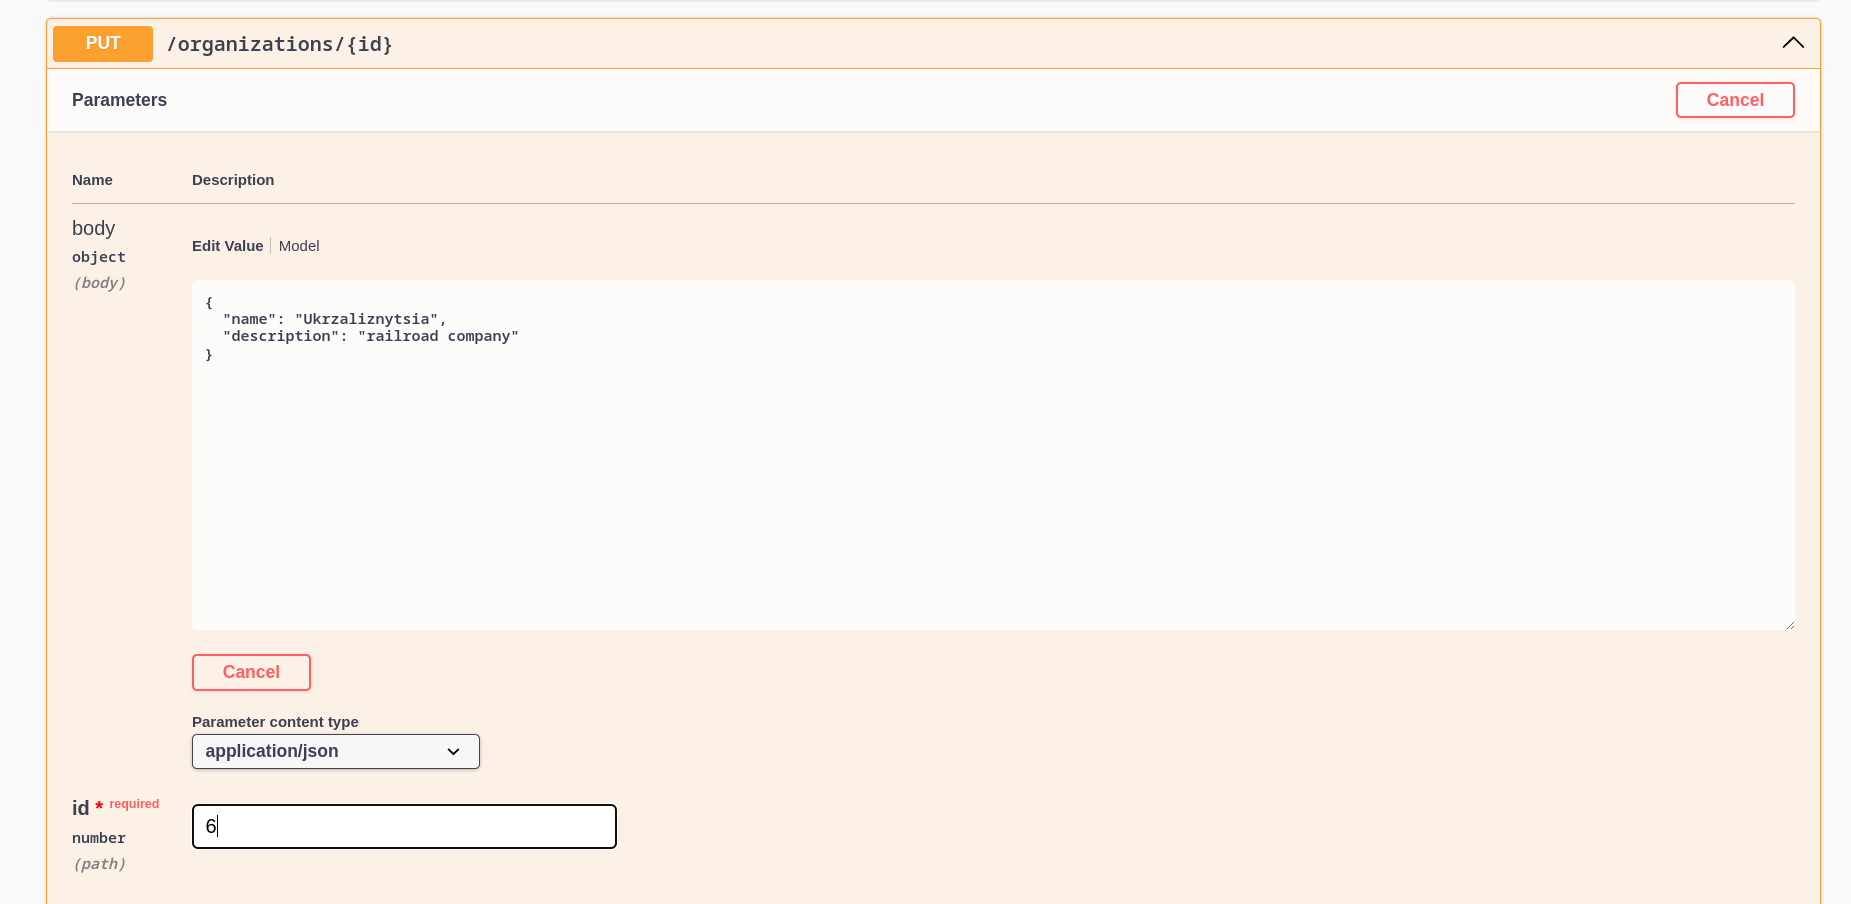 PUT /organizations/{id}
Parameters Cancel
Name Description
body
object
(body)
Edit Value Model
{
  "name": "Ukrzaliznytsia",
  "description": "railroad company"
}
Cancel
Parameter content type
application/json
id * required
number
(path)
6